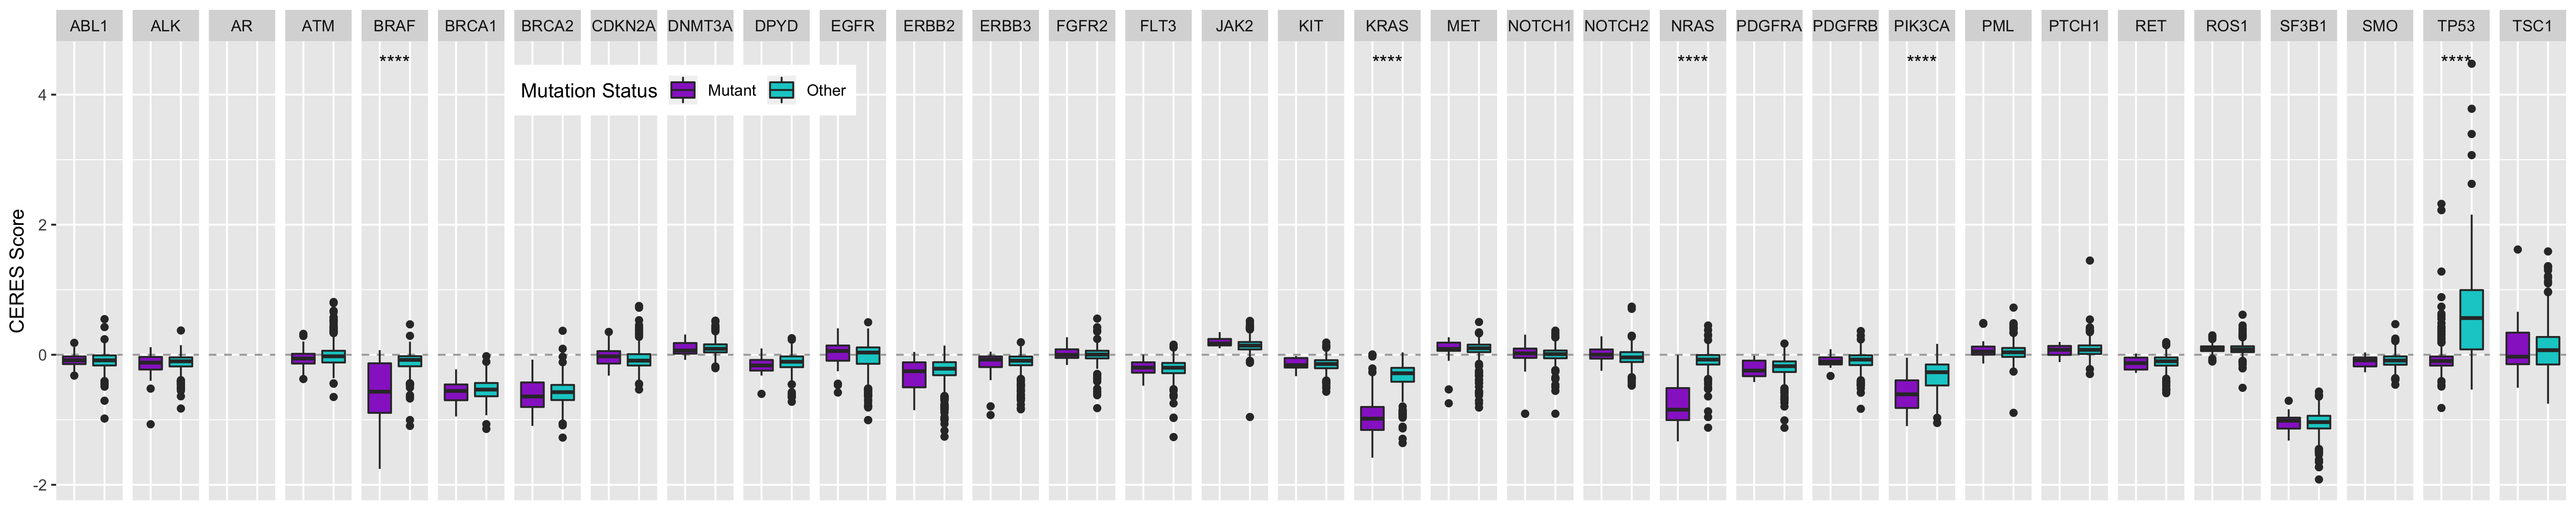 ABL1 ALK AR ATM BRAF BRCA1 BRCA2 CDKN2A DNMT3A DPYD EGFR ERBB2 ERBB3 FGFR2 FLT3 JAK2 KIT KRAS MET NOTCH1 NOTCH2 NRAS PDGFRA PDGFRB PIK3CA PML PTCH1 RET ROS1 SF3B1 SMO TP53 TSC1
**** **** **** **** ****
Mutation Status Mutant Other
4
2
0
-2
CERES Score